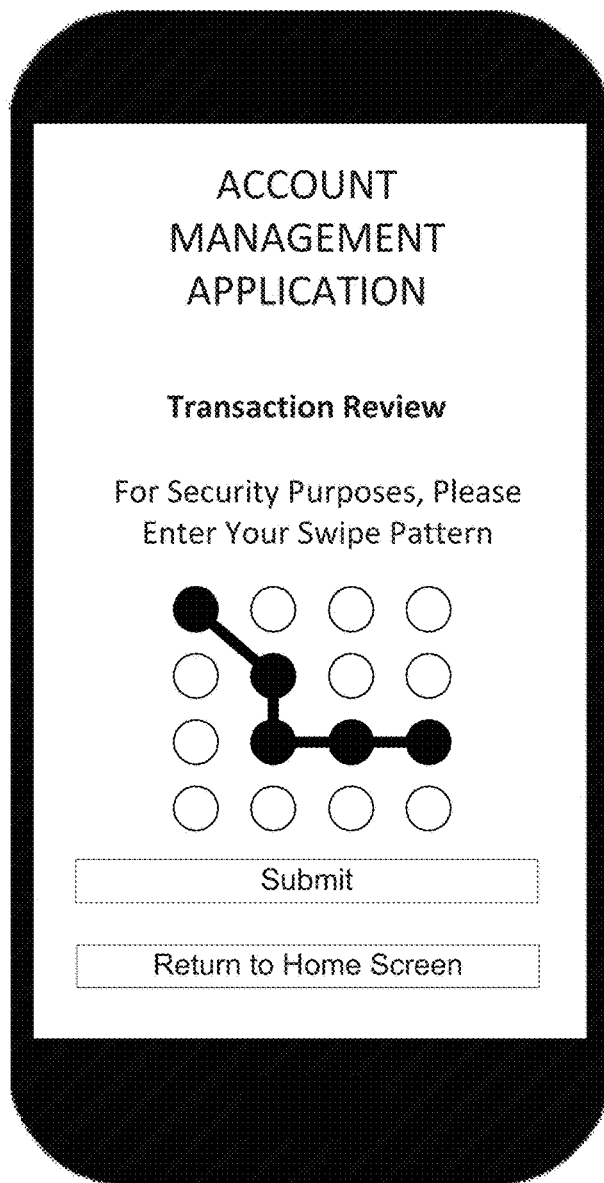 ACCOUNT
MANAGEMENT
APPLICATION
Transaction Review
For Security Purposes, Please
Enter Your Swipe Pattern
Submit
Return to Home Screen